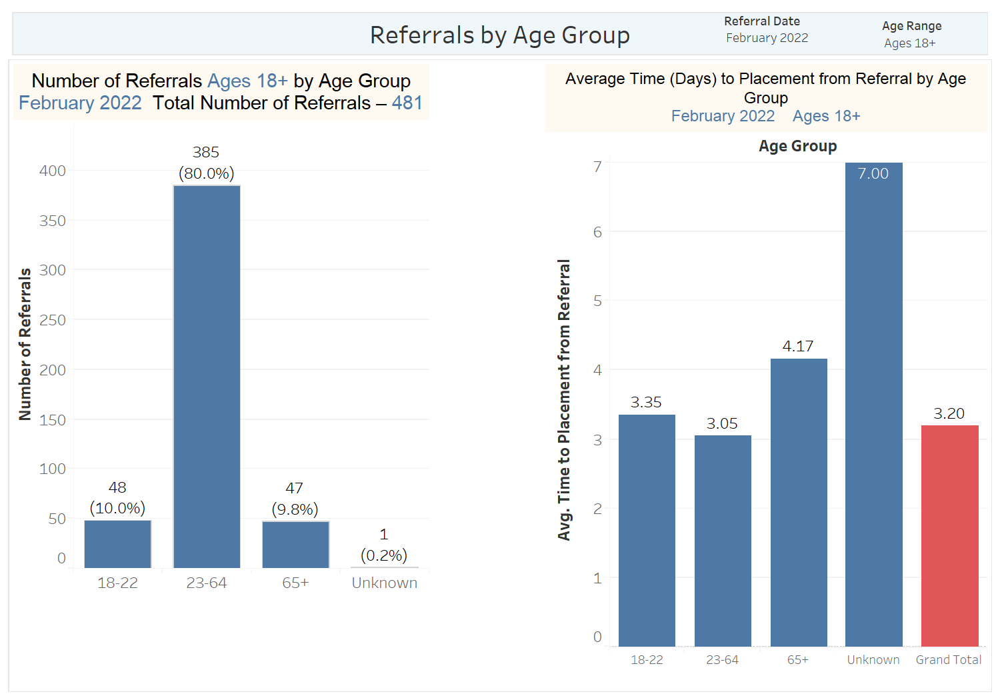 Referrals by Age Group
Referral Date
February 2022
Age Range
Ages 18+
Number of Referrals Ages 18+ by Age Group
February 2022 Total Number of Referrals – 481
Number of Referrals
400
350
300
250
200
150
100
50
0
48
(10.0%)
385
(80.0%)
47
(9.8%)
1
(0.2%)
18-22
23-64
65+
Unknown
Average Time (Days) to Placement from Referral by Age
Group
February 2022 Ages 18+
Age Group
Avg. Time to Placement from Referral
7
6
5
4
3
2
1
0
3.35
3.05
4.17
7.00
3.20
18-22
23-64
65+
Unknown
Grand Total